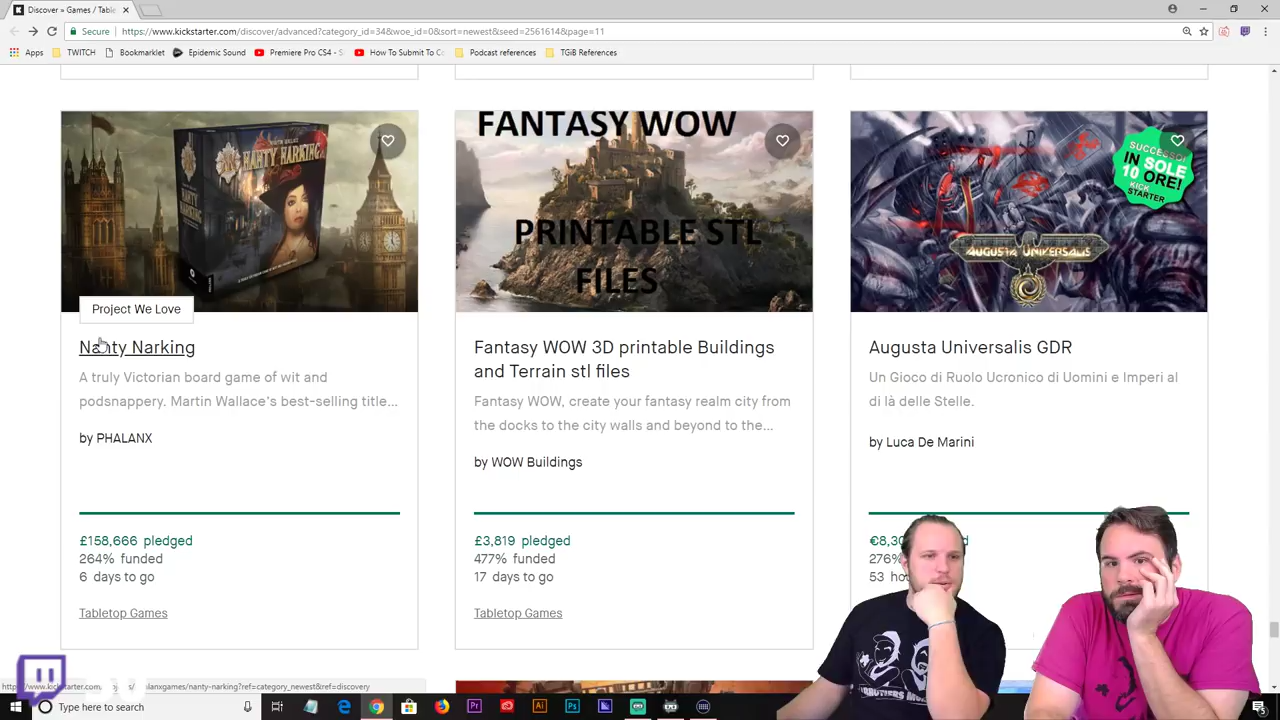 Discover » Games / Table
Secure
https://www.kickstarter.com/discover/advanced?category_id=34&woe_id=0&sort=newest&seed=2561614&page=11
Apps
TWITCH
Bookmarklet
Epidemic Sound
Premiere Pro CS4 - S
How To Submit To Co
Podcast references
TGiB References
NANTY NARKING
FANTASY WOW
PRINTABLE STL
FILES
SUCCESSO!
IN SOLE
10 ORE!
KICK
STARTER
AUGUSTA UNIVERSALIS
Project We Love
Nanty Narking
A truly Victorian board game of wit and
podsnappery. Martin Wallace's best-selling title...
by PHALANX
£158,666 pledged
264% funded
6 days to go
Tabletop Games
Fantasy WOW 3D printable Buildings
and Terrain stl files
Fantasy WOW, create your fantasy realm city from
the docks to the city walls and beyond to the...
by WOW Buildings
£3,819 pledged
477% funded
17 days to go
Tabletop Games
Augusta Universalis GDR
Un Gioco di Ruolo Ucronico di Uomini e Imperi al
di là delle Stelle.
by Luca De Marini
276%
Type here to search